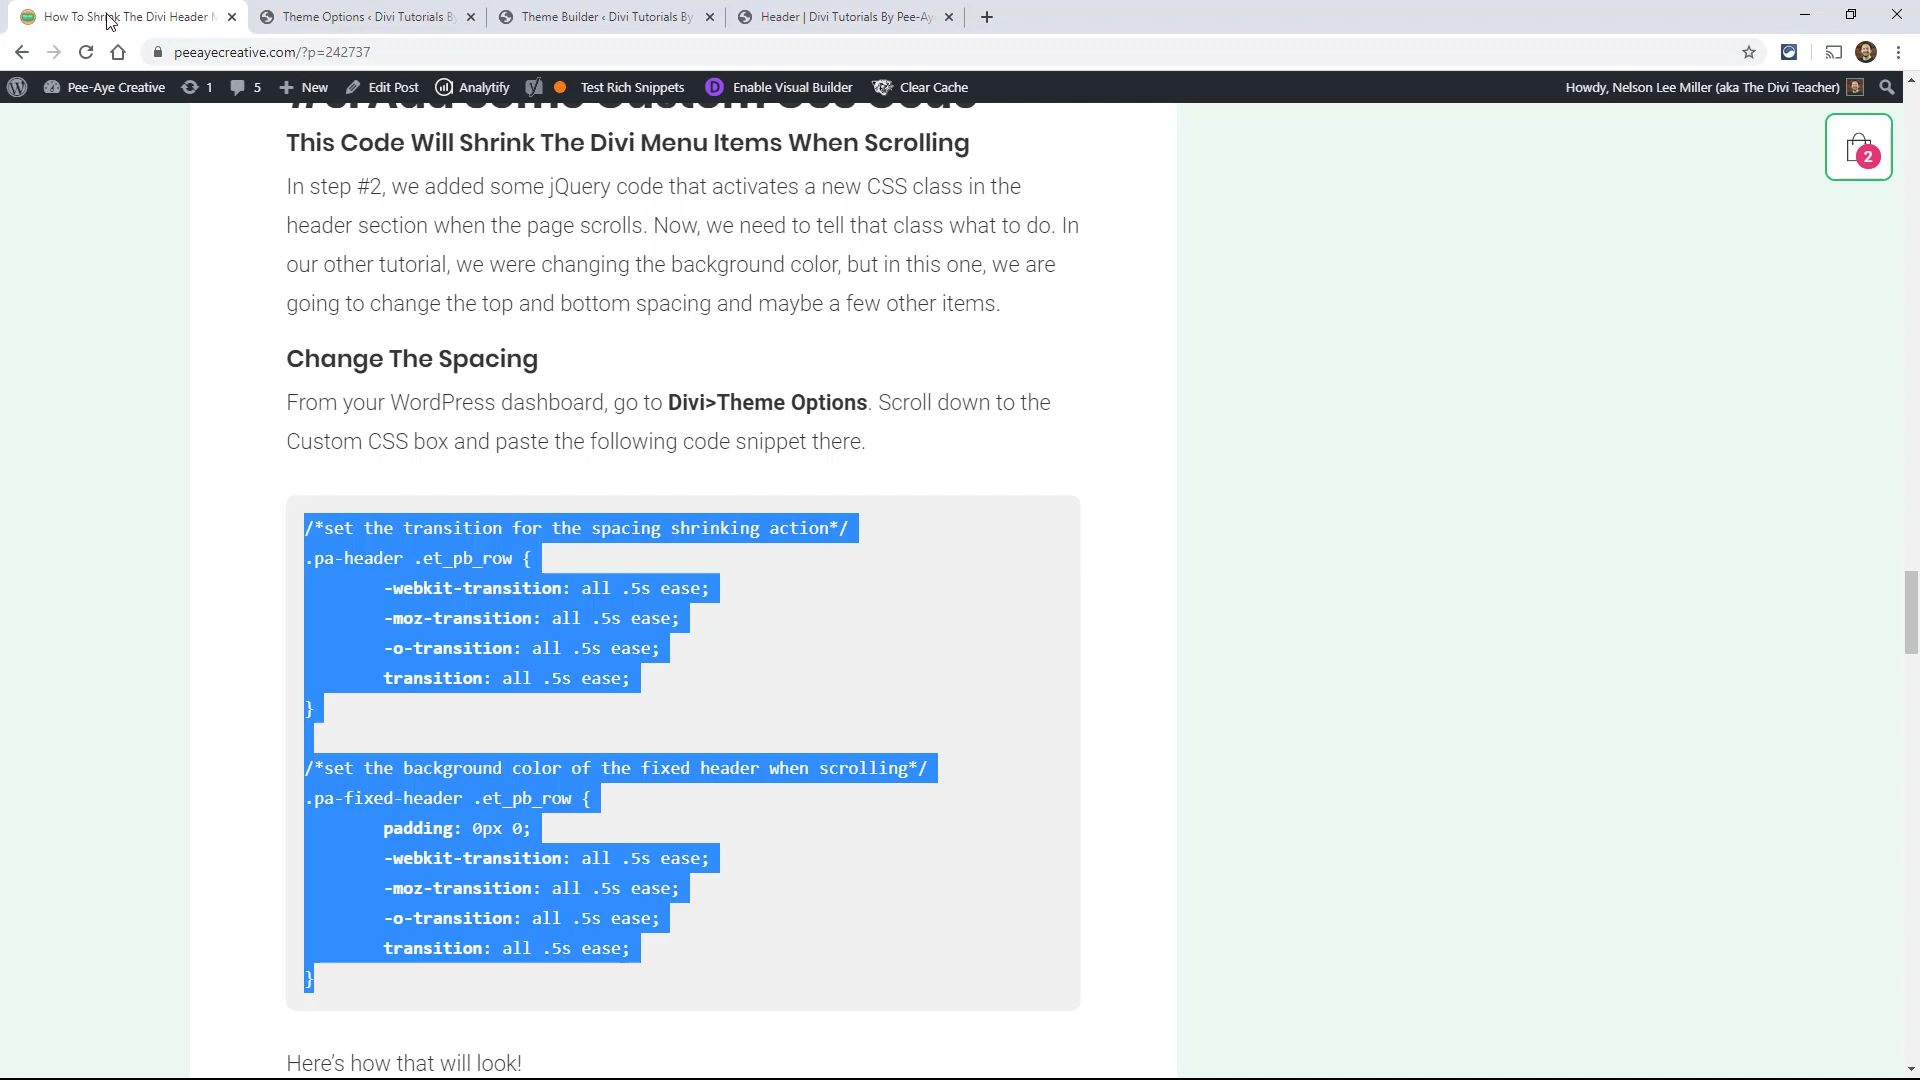 How To Shrink The Divi Header M
Theme Options ‹ Divi Tutorials By
Theme Builder ‹ Divi Tutorials By
Header | Divi Tutorials By Pee-Ay
peeayecreative.com/?p=242737
Pee-Aye Creative
1
5
New
Edit Post
Analytify
Test Rich Snippets
Enable Visual Builder
Clear Cache
Howdy, Nelson Lee Miller (aka The Divi Teacher)
2
This Code Will Shrink The Divi Menu Items When Scrolling
In step #2, we added some jQuery code that activates a new CSS class in the
header section when the page scrolls. Now, we need to tell that class what to do. In
our other tutorial, we were changing the background color, but in this one, we are
going to change the top and bottom spacing and maybe a few other items.
Change The Spacing
From your WordPress dashboard, go to Divi>Theme Options. Scroll down to the
Custom CSS box and paste the following code snippet there.
/*set the transition for the spacing shrinking action*/
.pa-header .et_pb_row {
-webkit-transition: all .5s ease;
-moz-transition: all .5s ease;
-o-transition: all .5s ease;
transition: all .5s ease;
}
/*set the background color of the fixed header when scrolling*/
.pa-fixed-header .et_pb_row {
padding: 0px 0;
-webkit-transition: all .5s ease;
-moz-transition: all .5s ease;
-o-transition: all .5s ease;
transition: all .5s ease;
}
Here's how that will look!